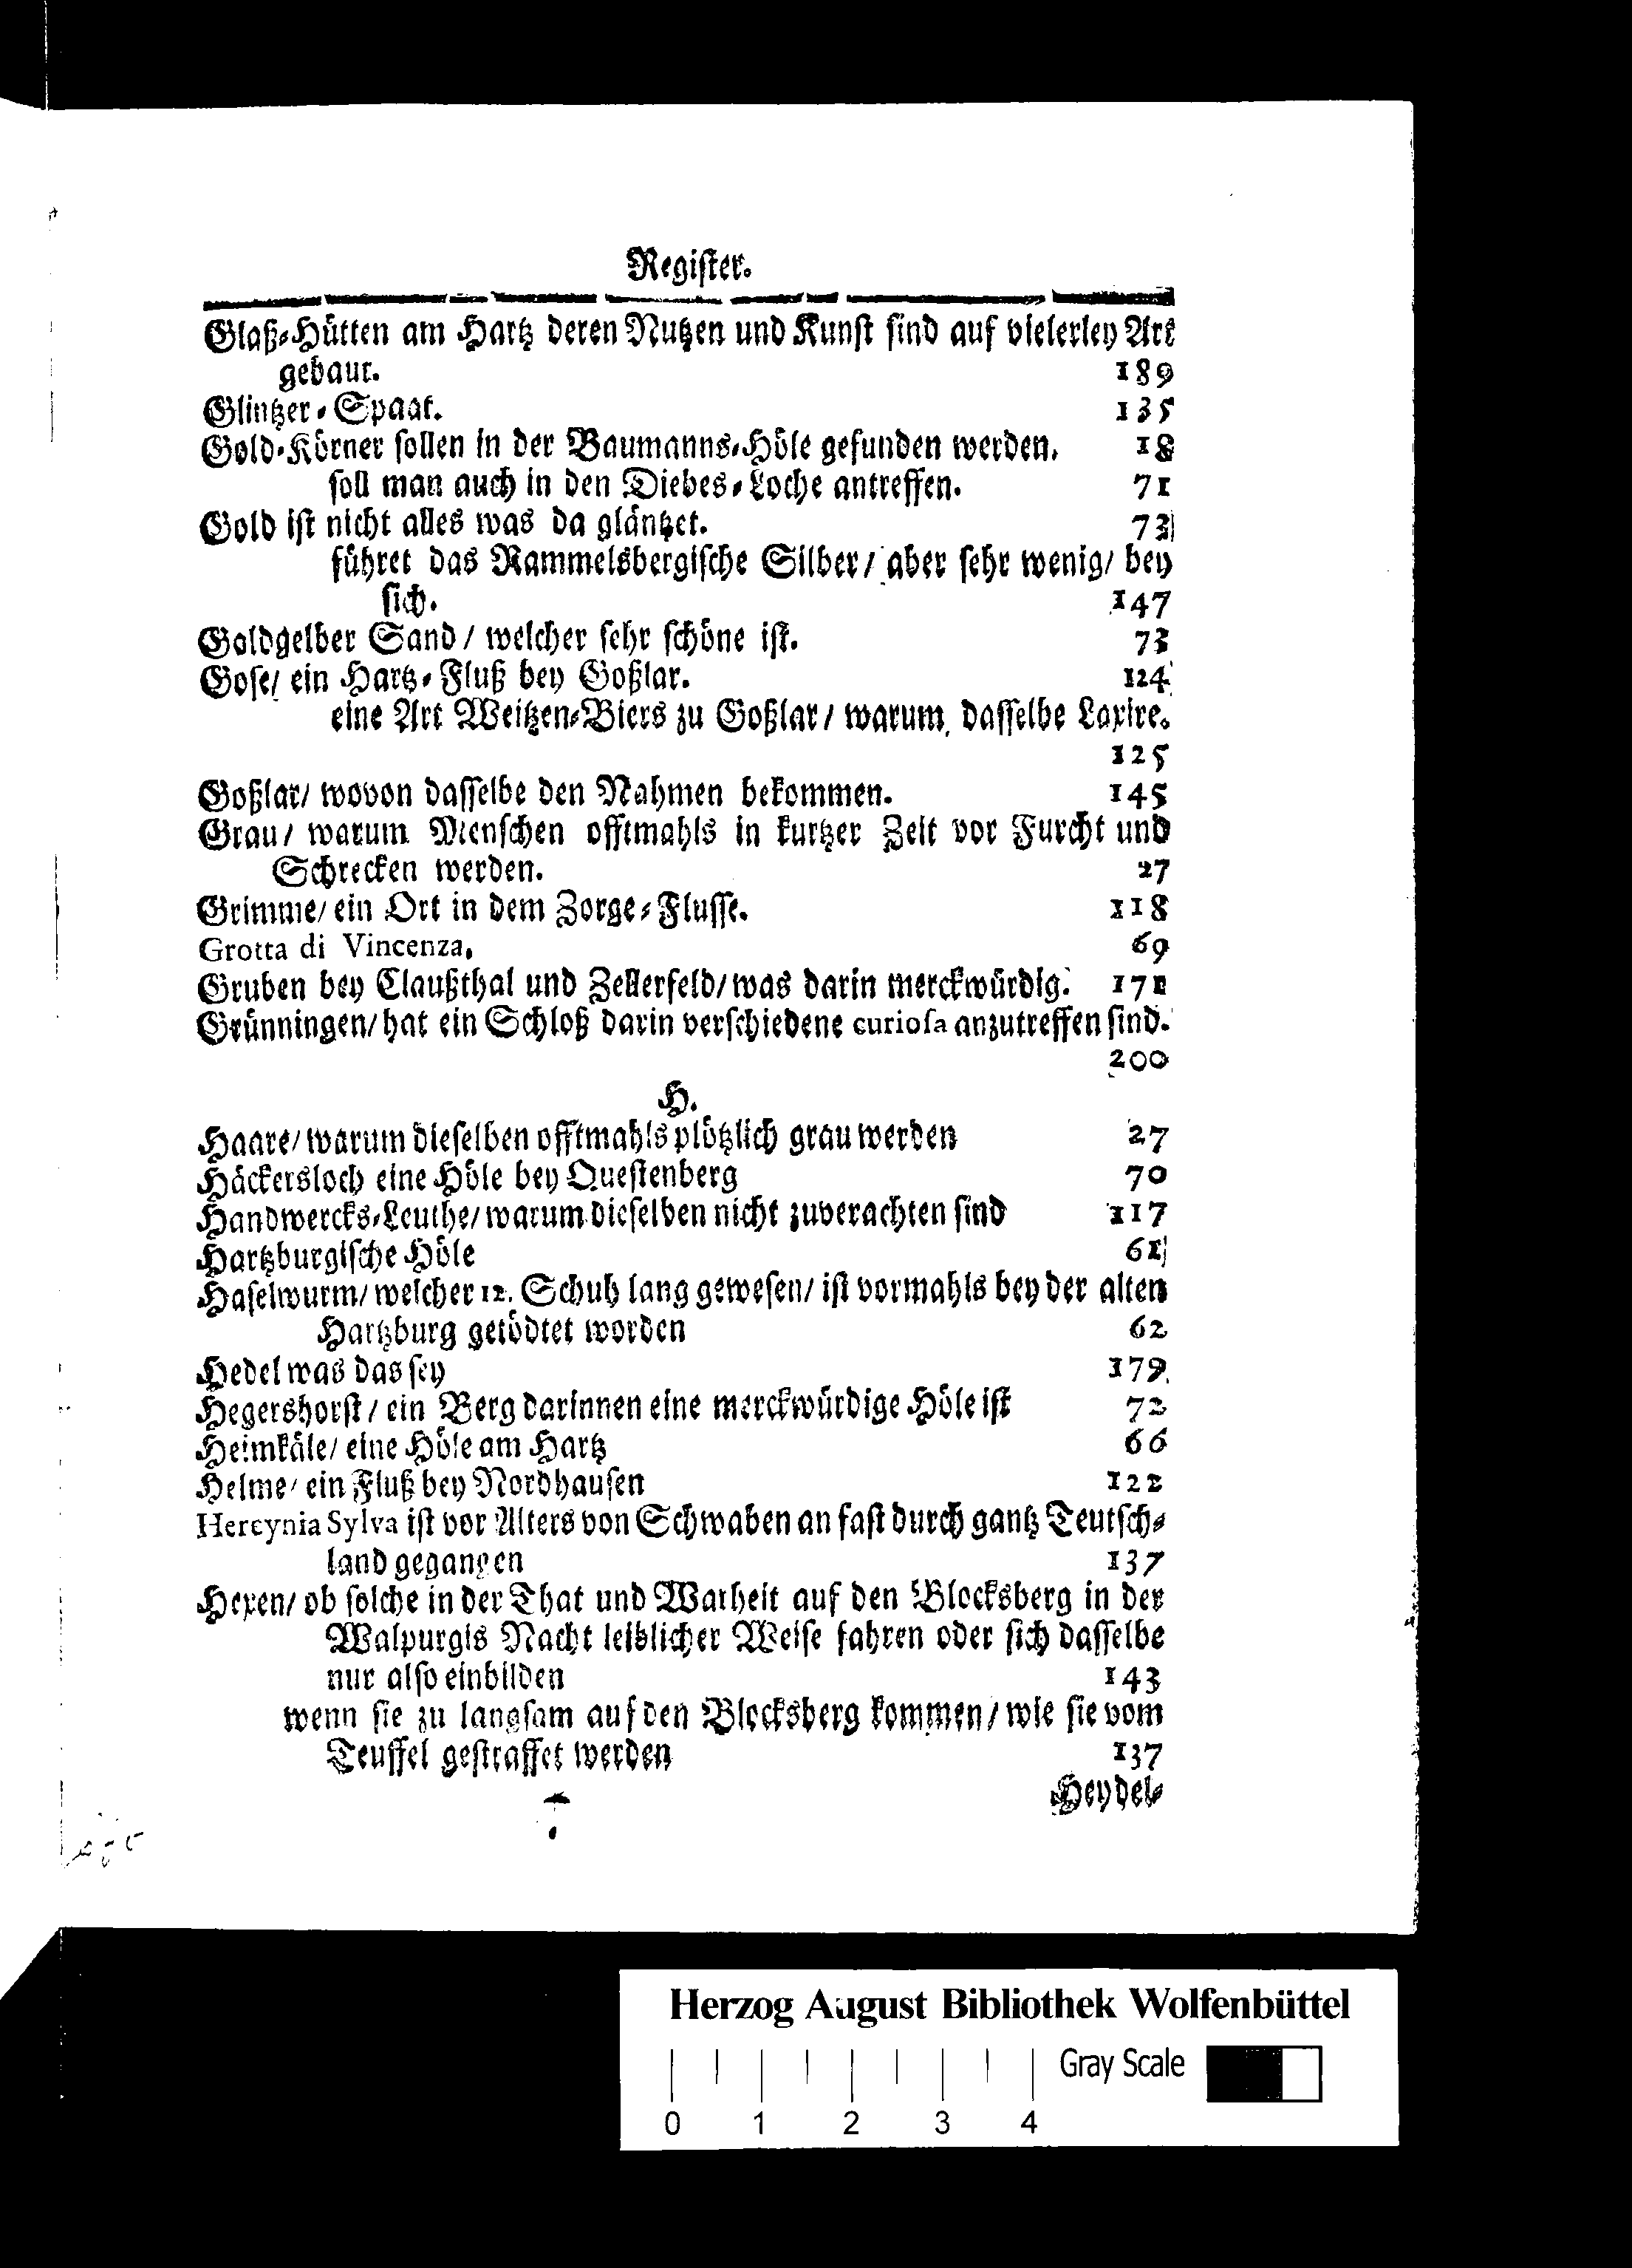 Register.
Glaß-Hütten am Hartz deren Nutzen und Kunst sind auf vielerley Art
gebaut. 189
Glintzer-Spaat. 135
Gold-Körner sollen in der Baumanns-Höle gefunden werden. 18
soll man auch in den Diebes-Loche antreffen. 71
Gold ist nicht alles was da gläntzet. 73
führet das Rammelsbergische Silber/ aber sehr wenig/ bey
sich. 147
Goldgelber Sand/ welcher sehr schöne ist. 73
Gose/ ein Hartz-Fluß bey Goßlar. 124
eine Art Weitzen-Biers zu Goßlar/ warum dasselbe Laxire.
125
Goßlar/ wovon dasselbe den Nahmen bekommen. 145
Grau/ warum Menschen offtmahls in kurtzer Zeit vor Furcht und
Schrecken werden. 27
Grimme/ ein Ort in dem Zorge-Flusse. 118
Grotta di Vincenza. 69
Gruben bey Claußthal und Zellerfeld/ was darin merckwürdig. 171
Grünningen/ hat ein Schloß darin verschiedene curiosa anzutreffen sind.
200
H.
Haare/ warum dieselben offtmahls plötzlich grau werden 27
Häckersloch eine Höle bey Questenberg 70
Handwercks-Leuthe/ warum dieselben nicht zuverachten sind 117
Hartzburgische Höle 61
Haselwurm/ welcher 12. Schuh lang gewesen/ ist vormahls bey der alten
Hartzburg getödtet worden 62
Hedel was das sey 179
Hegershorst/ ein Berg darinnen eine merckwürdige Höle ist 72
Heimkäle/ eine Höle am Hartz 66
Helme/ ein Fluß bey Nordhausen 122
Hercynia Sylva ist vor Alters von Schwaben an fast durch gantz Teutsch-
land gegangen 137
Hexen/ ob solche in der That und Warheit auf den Blocksberg in der
Walpurgis Nacht leiblicher Weise fahren oder sich dasselbe
nur also einbilden 143
wenn sie zu langsam auf den Blocksberg kommen/ wie sie vom
Teuffel gestraffet werden 137
Heydel-
Herzog August Bibliothek Wolfenbüttel
Gray Scale
0 1 2 3 4